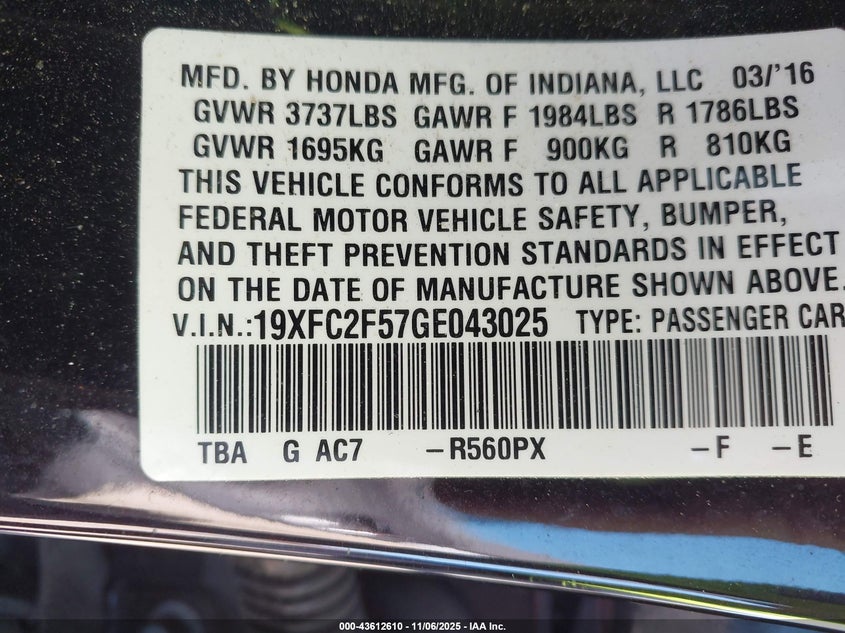 MFD. BY HONDA MFG. OF INDIANA, LLC 03/'16
GVWR 3737LBS GAWR F 1984LBS R 1786LBS
GVWR 1695KG GAWR F 900KG R 810KG
THIS VEHICLE CONFORMS TO ALL APPLICABLE
FEDERAL MOTOR VEHICLE SAFETY, BUMPER,
AND THEFT PREVENTION STANDARDS IN EFFECT
ON THE DATE OF MANUFACTURE SHOWN ABOVE.
V.I.N.:19XFC2F57GE043025 TYPE: PASSENGER CAR
TBA G AC7 –R560PX –F –E
000-43612610 - 11/06/2025 - IAA Inc.